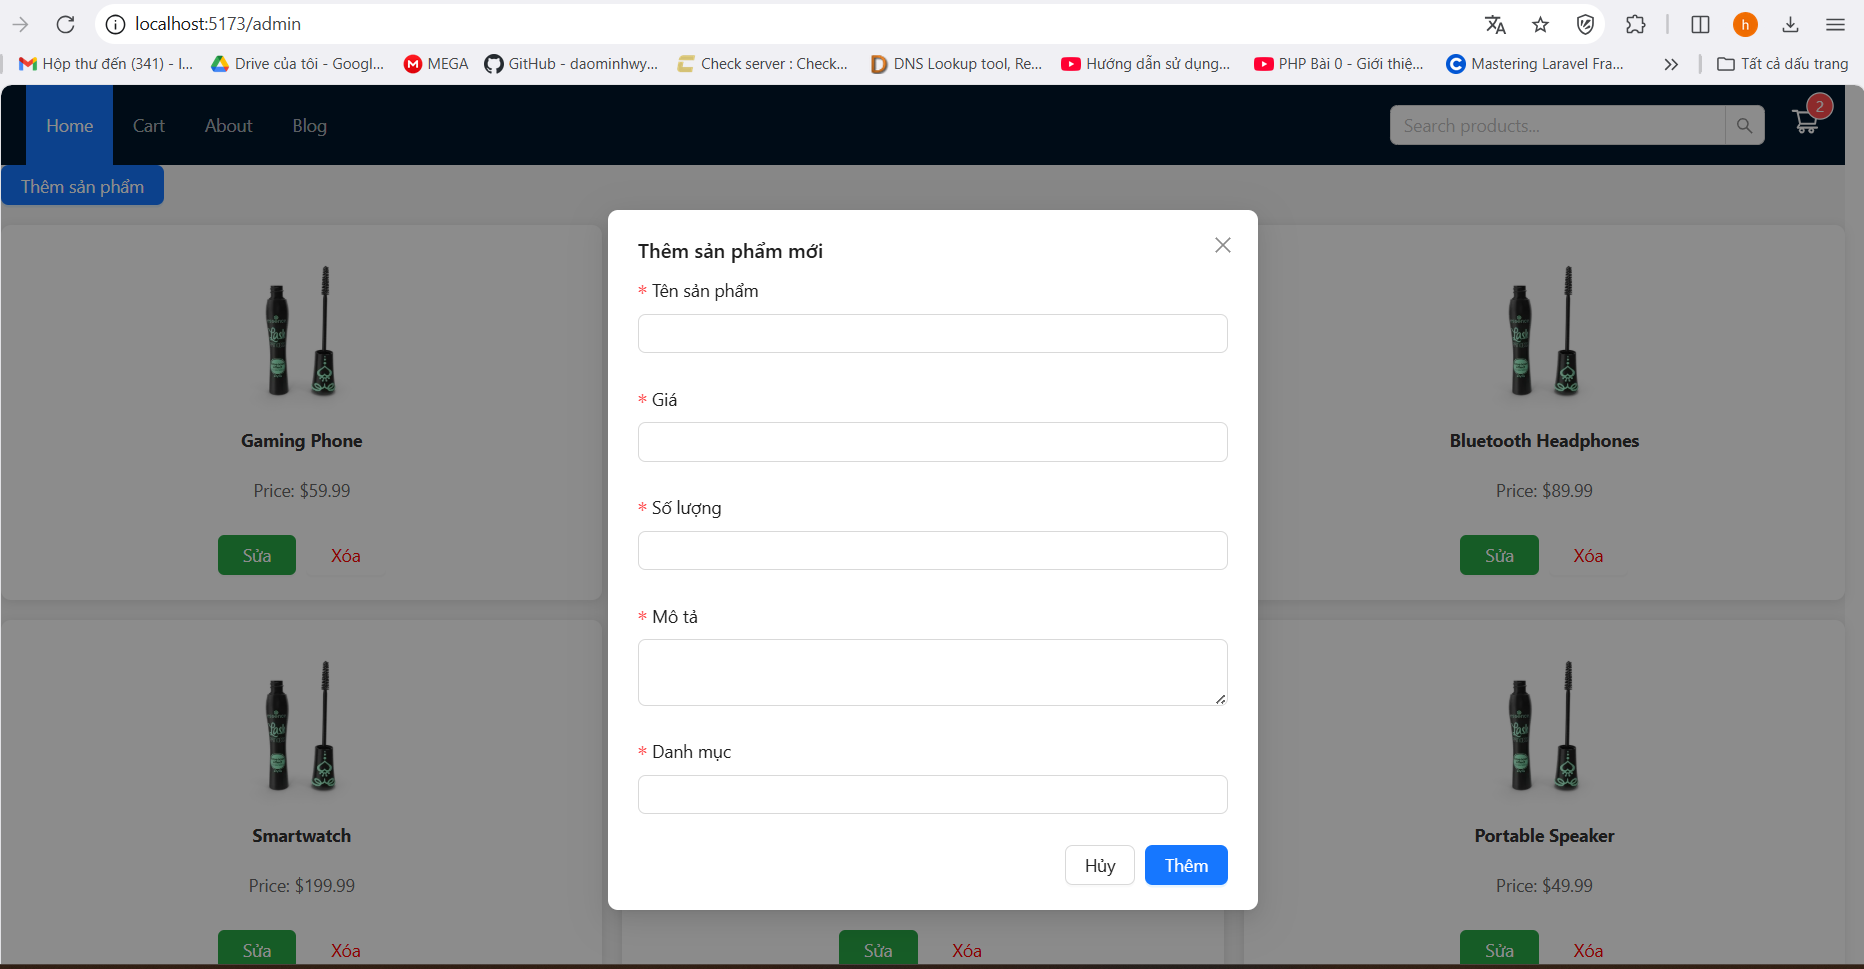 localhost:5173/admin
h
Hộp thư đến (341) - I...
Drive của tôi - Googl...
M MEGA
GitHub - daominhwy...
Check server : Check...
DNS Lookup tool, Re...
Hướng dẫn sử dụng...
PHP Bài 0 - Giới thiệ...
Mastering Laravel Fra...
Tất cả dấu trang
Home
Cart
About
Blog
Search products...
2
Thêm sản phẩm
Thêm sản phẩm mới
* Tên sản phẩm
* Giá
* Số lượng
* Mô tả
* Danh mục
Hủy
Thêm
Gaming Phone
Price: $59.99
Sửa
Xóa
Bluetooth Headphones
Price: $89.99
Sửa
Xóa
Smartwatch
Price: $199.99
Sửa
Xóa
Sửa
Xóa
Portable Speaker
Price: $49.99
Sửa
Xóa